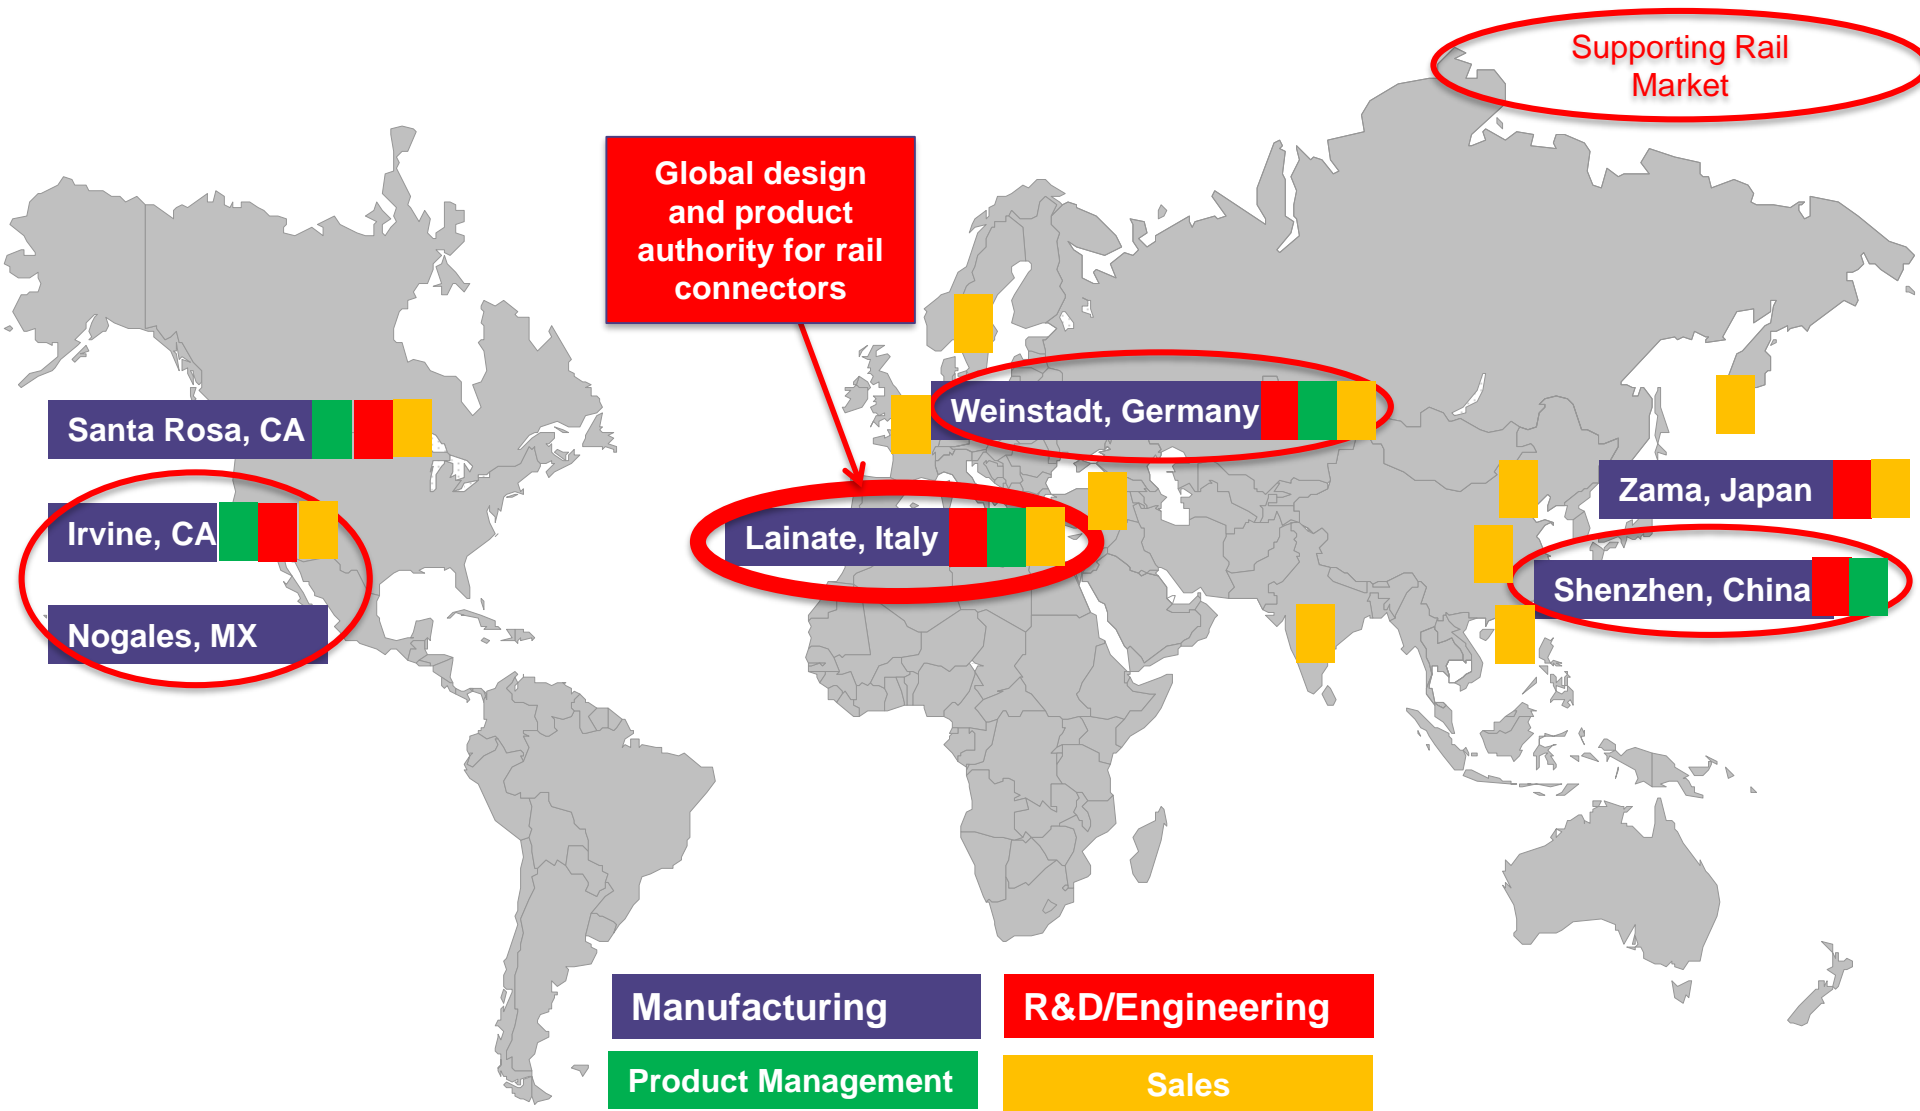 Supporting Rail
Market
Global design
and product
authority for rail
connectors
Santa Rosa, CA
Weinstadt, Germany
Zama, Japan
Irvine, CA
Lainate, Italy
Shenzhen, China
Nogales, MX
Manufacturing
R&D/Engineering
Product Management
Sales